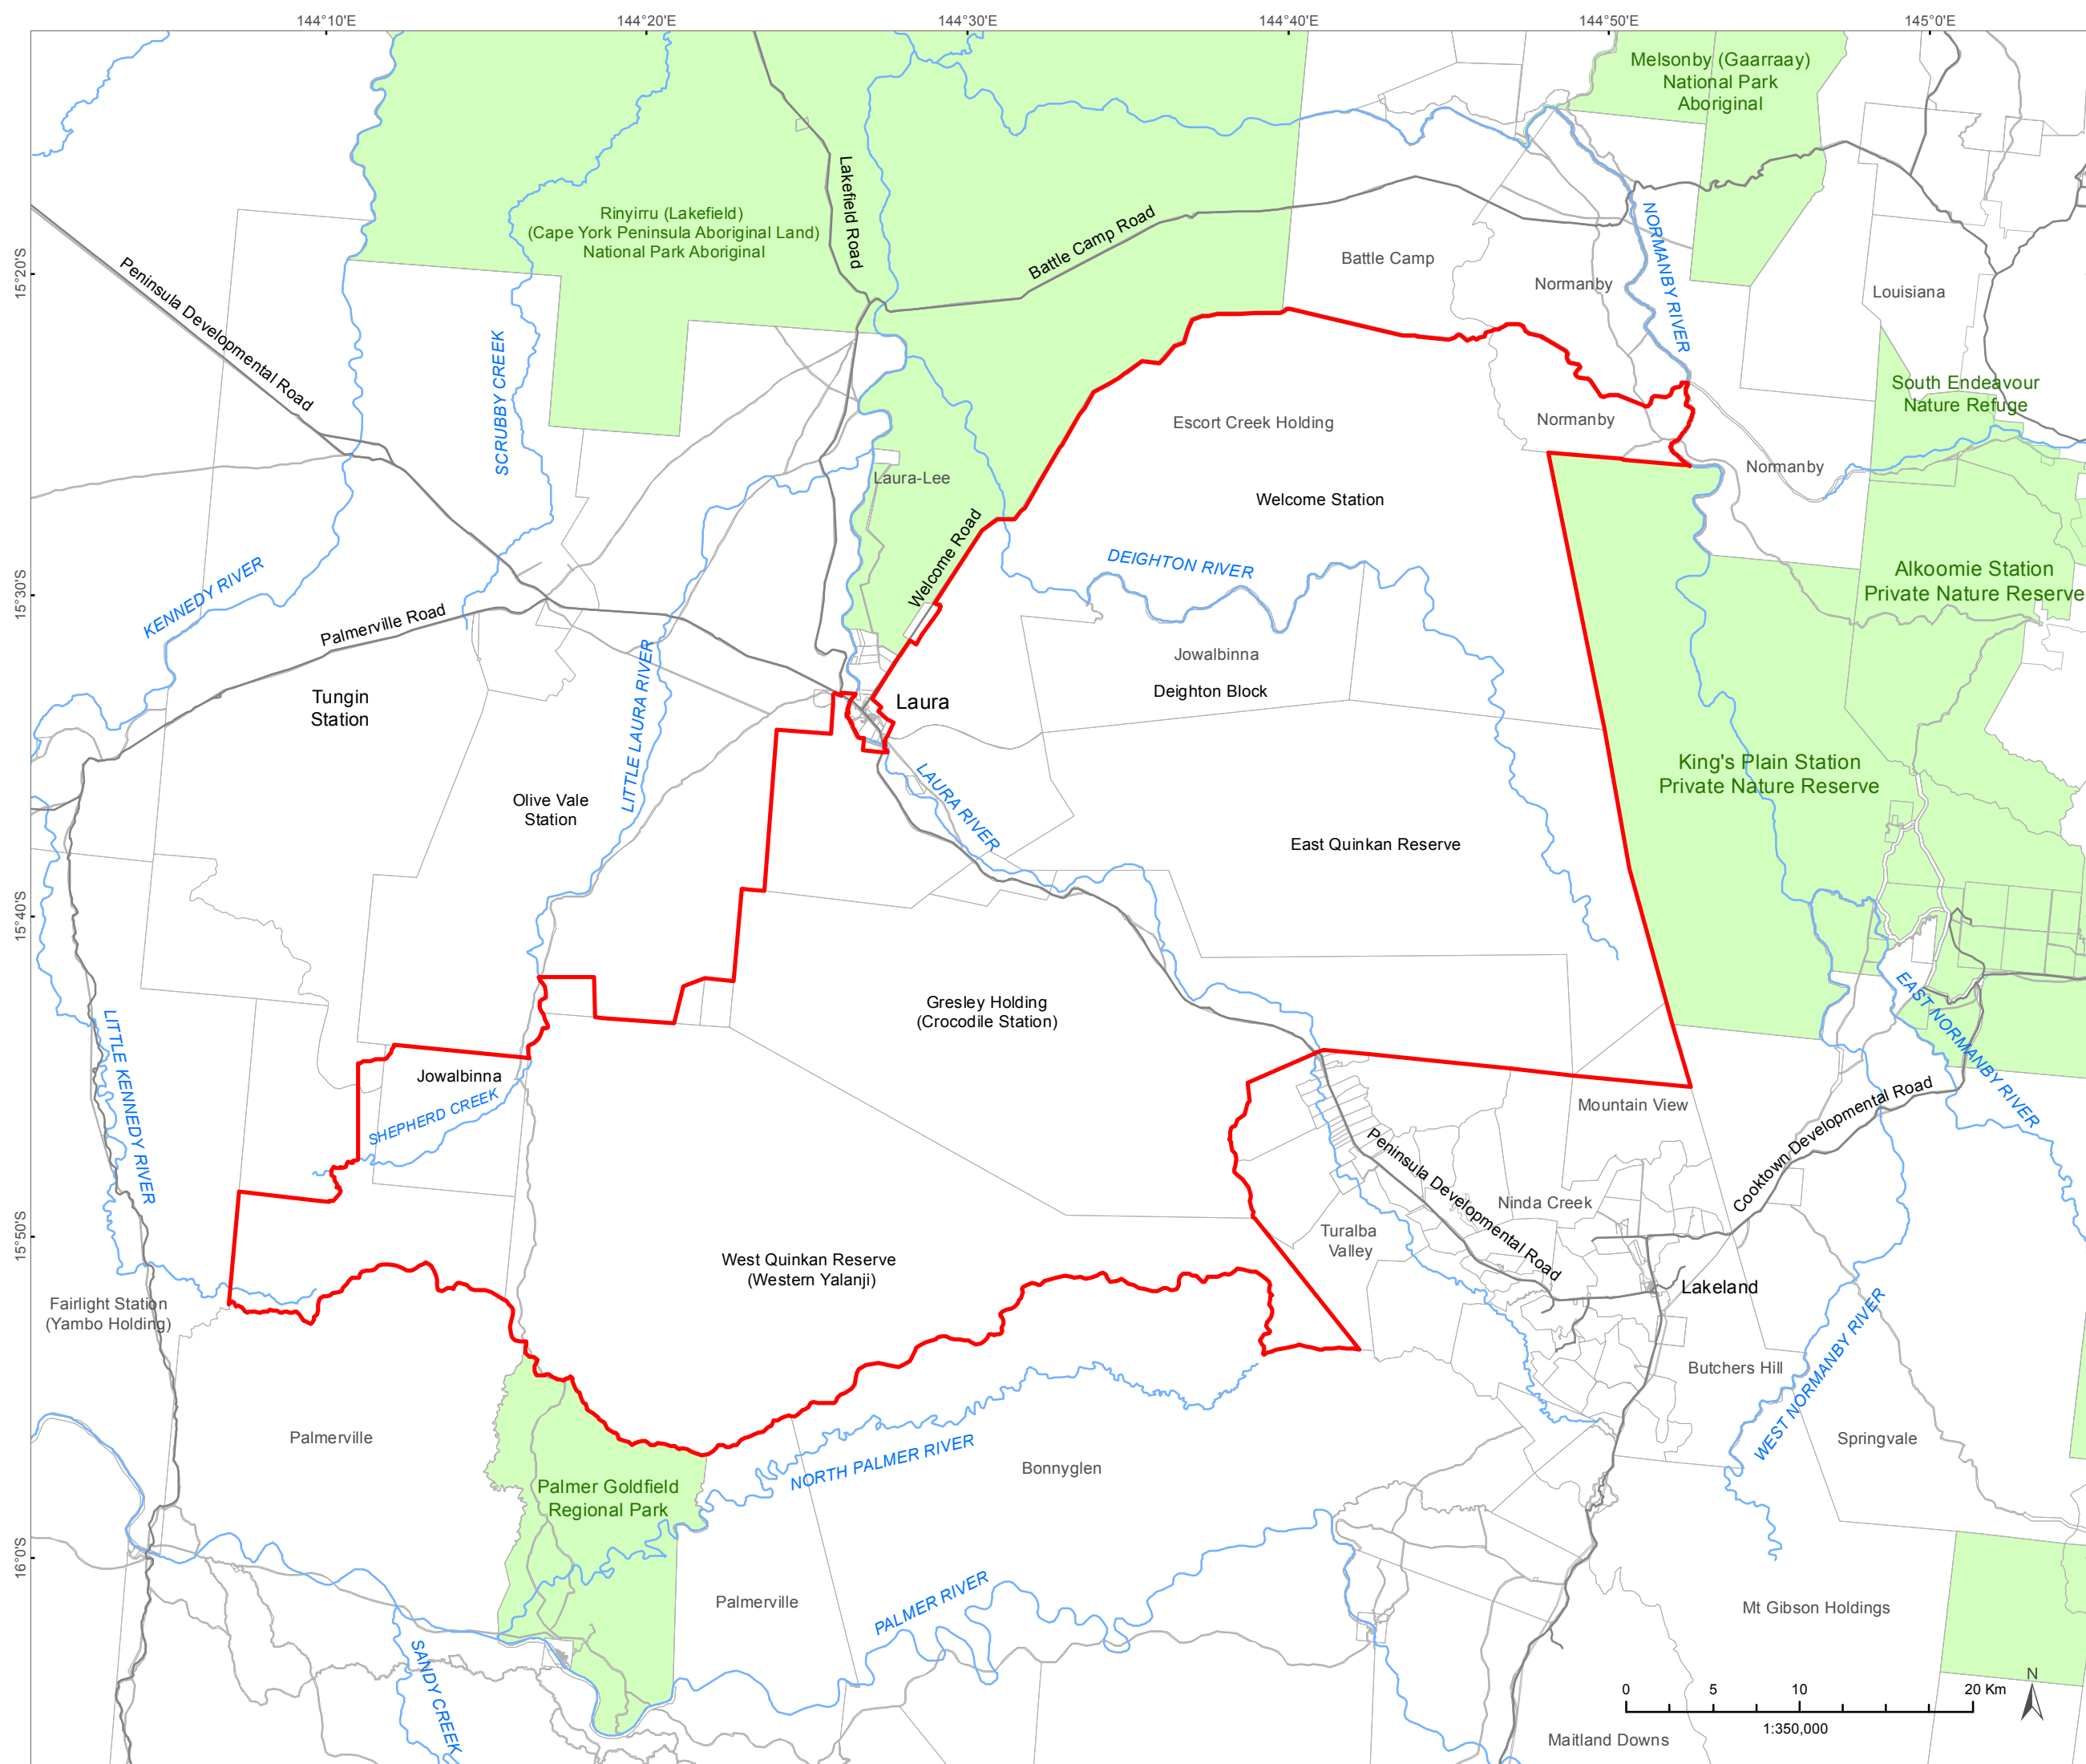 144°10'E
144°20'E
144°30'E
144°40'E
144°50'E
145°0'E
15°20'S
15°30'S
15°40'S
15°50'S
16°0'S
Melsonby (Gaarraay)
National Park
Aboriginal
Rinyirru (Lakefield)
(Cape York Peninsula Aboriginal Land)
National Park Aboriginal
Lakefield Road
Battle Camp Road
Battle Camp
Normanby
NORMANBY RIVER
Louisiana
Peninsula Developmental Road
SCRUBBY CREEK
South Endeavour
Nature Refuge
Escort Creek Holding
Normanby
Normanby
Laura-Lee
Welcome Station
Welcome Road
DEIGHTON RIVER
KENNEDY RIVER
Palmerville Road
Alkoomie Station
Private Nature Reserve
Jowalbinna
Deighton Block
Tungin
Station
Laura
LITTLE LAURA RIVER
King's Plain Station
Private Nature Reserve
Olive Vale
Station
LAURA RIVER
East Quinkan Reserve
Gresley Holding
(Crocodile Station)
EAST NORMANBY RIVER
LITTLE KENNEDY RIVER
Jowalbinna
SHEPHERD CREEK
Mountain View
Cooktown Developmental Road
Peninsula Developmental Road
Ninda Creek
Turalba
Valley
West Quinkan Reserve
(Western Yalanji)
Lakeland
Fairlight Station
(Yambo Holding)
Butchers Hill
WEST NORMANBY RIVER
Palmerville
NORTH PALMER RIVER
Bonnyglen
Springvale
Palmer Goldfield
Regional Park
Palmerville
PALMER RIVER
Mt Gibson Holdings
SANDY CREEK
N
0 5 10 20 Km
1:350,000
Maitland Downs